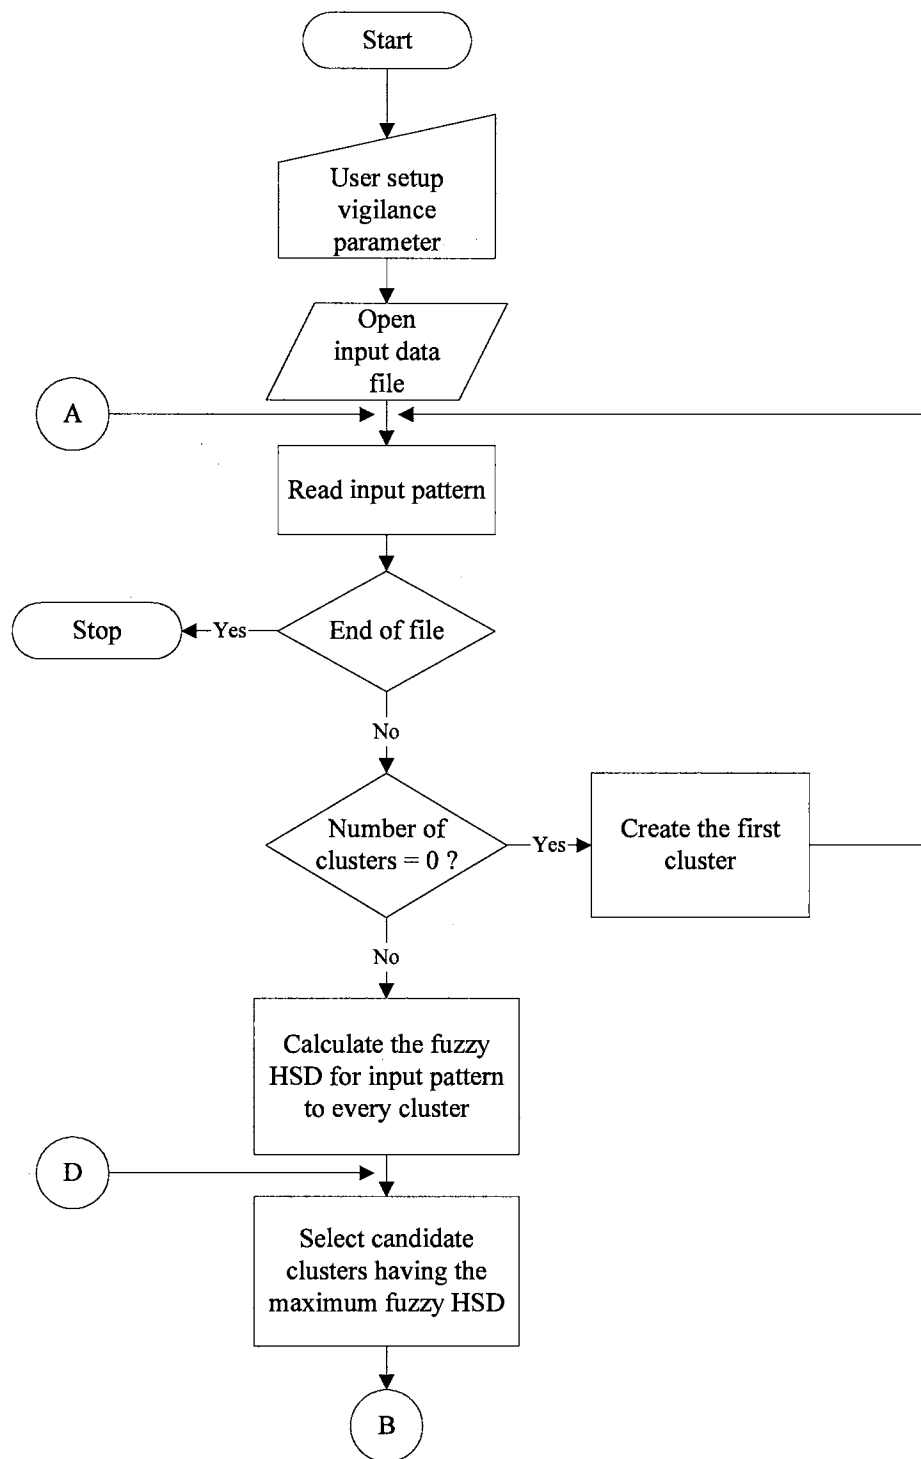 Start
User setup
vigilance
parameter
Open
input data
file
A
Read input pattern
Stop
Yes
End of file
No
Number of
clusters = 0 ?
Yes
Create the first
cluster
No
Calculate the fuzzy
HSD for input pattern
to every cluster
D
Select candidate
clusters having the
maximum fuzzy HSD
B